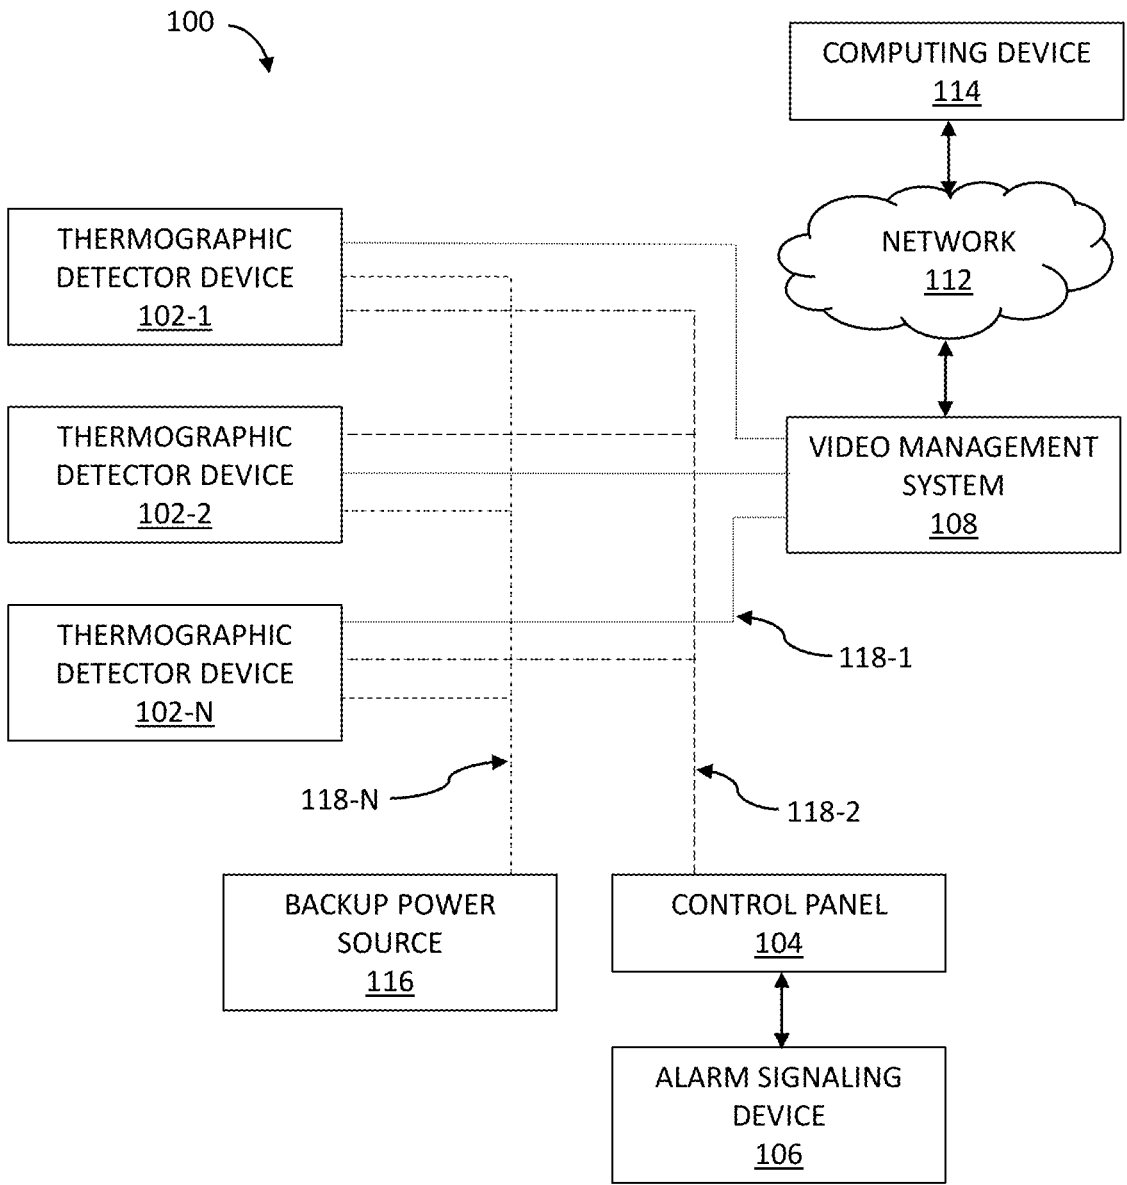 100
COMPUTING DEVICE
114
NETWORK
112
THERMOGRAPHIC
DETECTOR DEVICE
102-1
THERMOGRAPHIC
DETECTOR DEVICE
102-2
VIDEO MANAGEMENT
SYSTEM
108
THERMOGRAPHIC
DETECTOR DEVICE
102-N
118-1
118-N
118-2
BACKUP POWER
SOURCE
116
CONTROL PANEL
104
ALARM SIGNALING
DEVICE
106